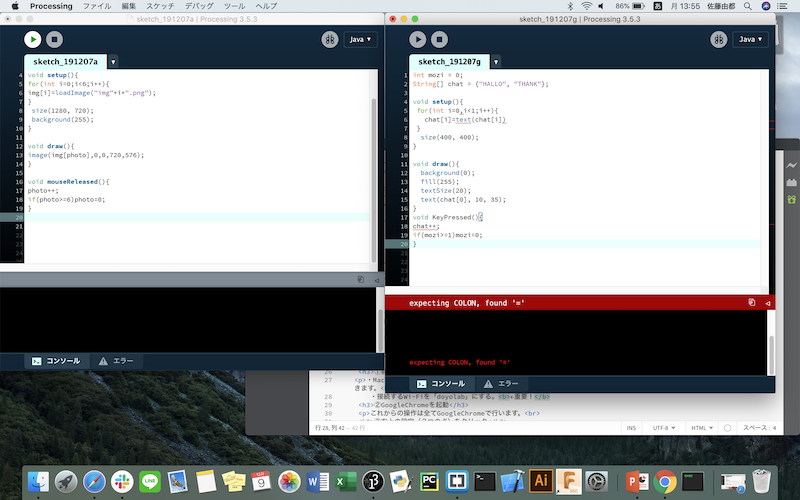 Processing ファイル 編集 スケッチ デバッグ ツール ヘルプ
86% あ 月 13:55 佐藤由都
sketch_191207a | Processing 3.5.3
Java ▾
sketch_191207a ▾
4 void setup(){
5 for(int i=0;i<6;i++){
6 img[i]=loadImage("img"+i+".png");
7 }
8 size(1280, 720);
9 background(255);
10 }
11
12 void draw(){
13 image(img[photo],0,0,720,576);
14 }
15
16 void mouseReleased(){
17 photo++;
18 if(photo>=6)photo=0;
19 }
20
コンソール エラー
sketch_191207g | Processing 3.5.3
Java ▾
sketch_191207g ▾
1 int mozi = 0;
2 String[] chat = {"HALLO", "THANK"};
3
4 void setup(){
5 for(int i=0,i<1;i++){
6 chat[i]=text(chat[i])
7 }
8 size(400, 400);
9 }
10
11 void draw(){
12 background(0);
13 fill(255);
14 textSize(20);
15 text(chat[0], 10, 35);
16 }
17 void KeyPressed(){
18 chat++;
19 if(mozi>=1)mozi=0;
20 }
expecting COLON, found '='
expecting COLON, found '='
コンソール エラー
27 <p>・Mac
きます。
28 ・接続するWi-Fiを「doyolab」にする。<b>+重要！</b>
29 <h3>②GoogleChromeを起動</h3>
30 <p>これからの操作は全てGoogleChromeで行います。<br>
行 28, 列 42 — 42 行
INS UTF-8 ▾ HTML ▾ スペース: 4
LINE
9
W
X
PC
Ai
F
P